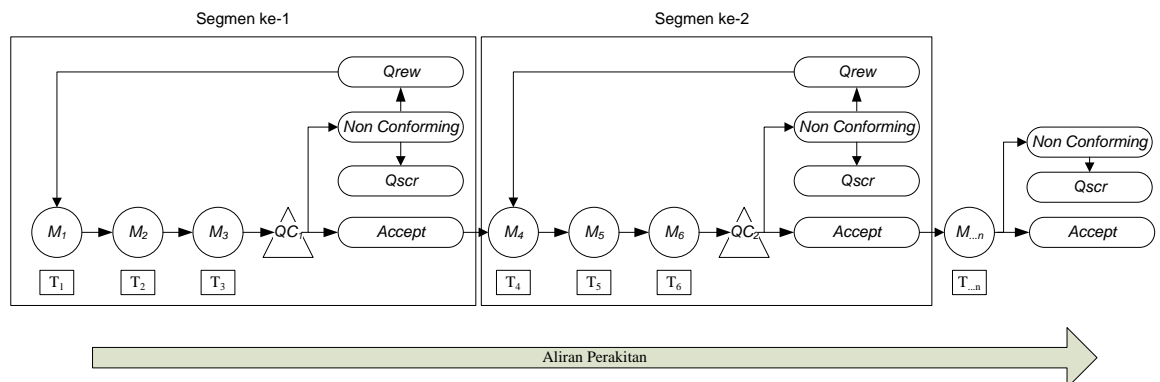 Segmen ke-1
Segmen ke-2
Qrew
Qrew
Non Conforming
Non Conforming
Non Conforming
Qscr
Qscr
Qscr
M1
M2
M3
QC1
Accept
M4
M5
M6
QC2
Accept
M...n
Accept
T1
T2
T3
T4
T5
T6
T...n
Aliran Perakitan